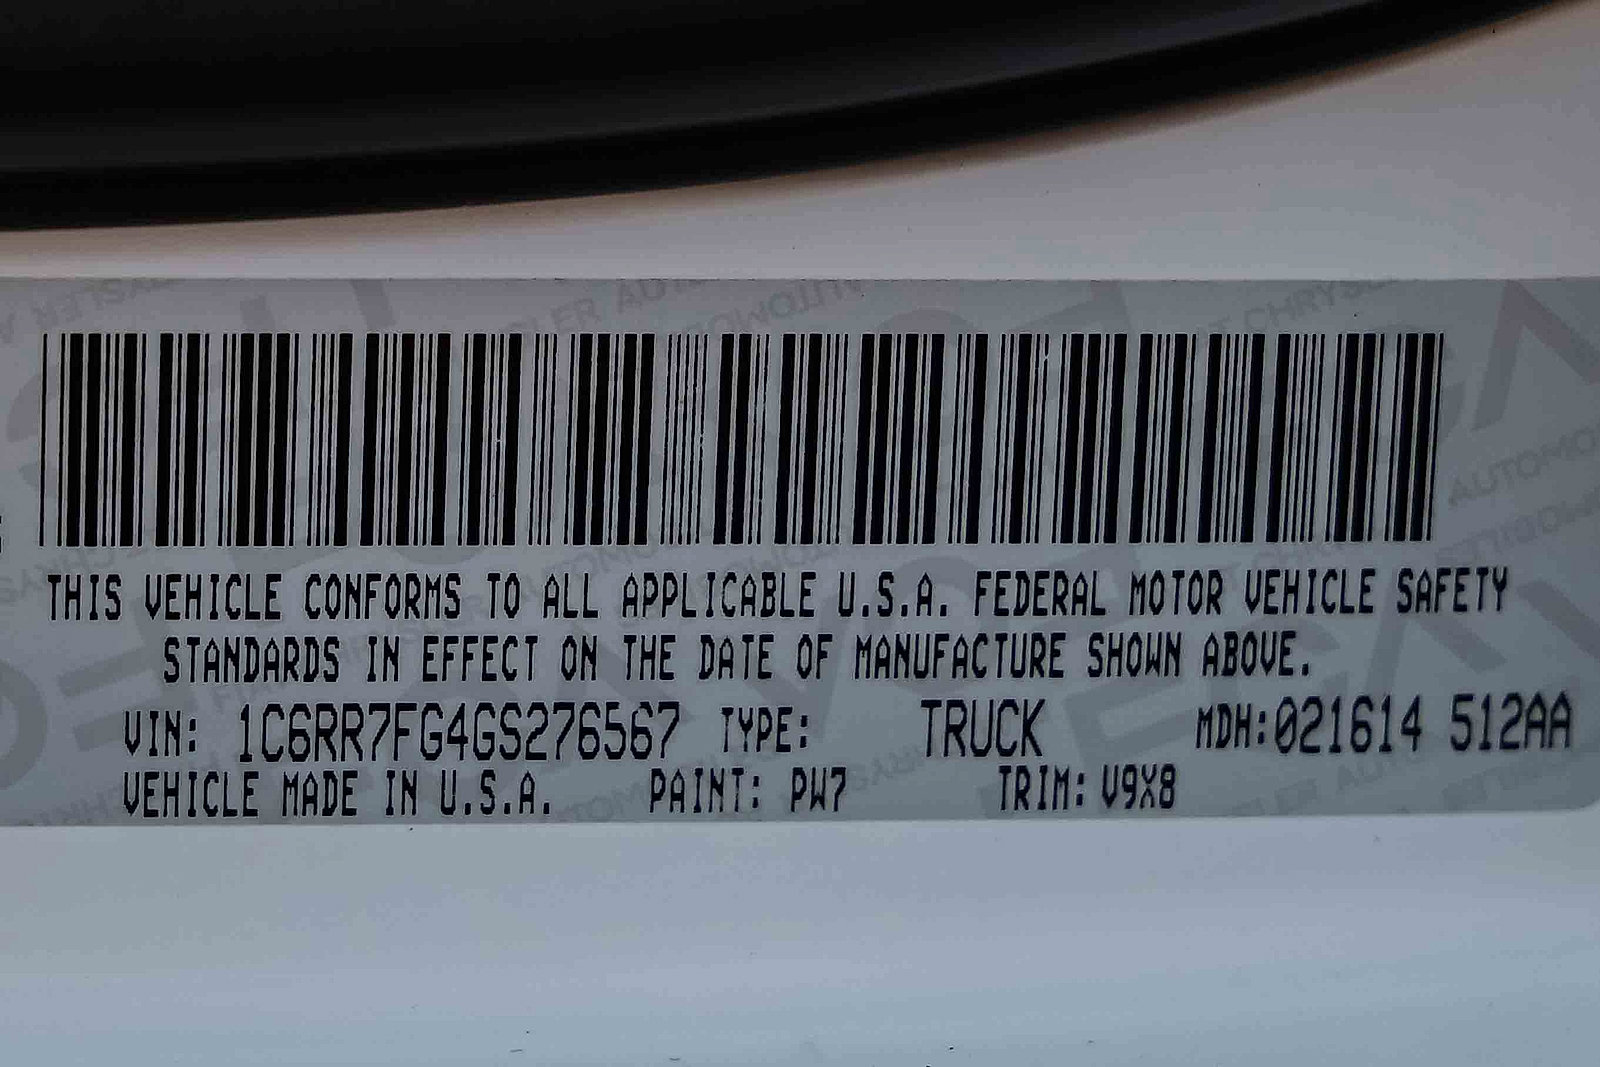 THIS VEHICLE CONFORMS TO ALL APPLICABLE U.S.A. FEDERAL MOTOR VEHICLE SAFETY
STANDARDS IN EFFECT ON THE DATE OF MANUFACTURE SHOWN ABOVE.
VIN: 1C6RR7FG4GS276567 TYPE: TRUCK MDH:021614 512AA
VEHICLE MADE IN U.S.A. PAINT: PW7 TRIM: V9X8